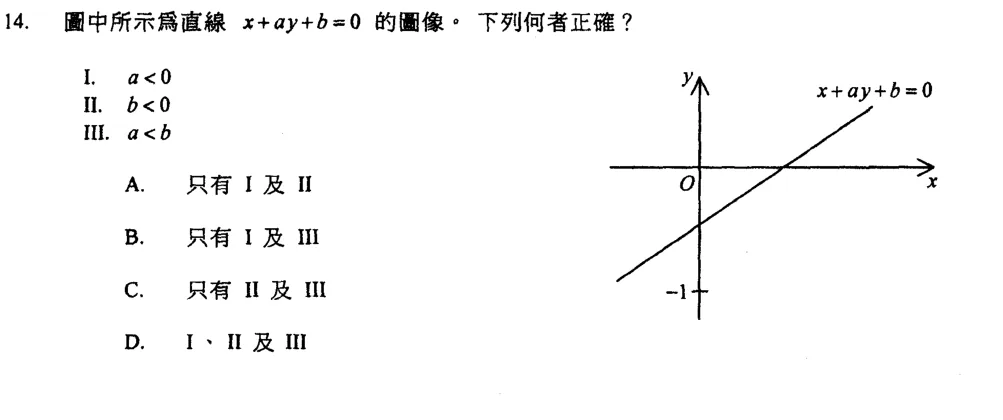 14. 圖中所示爲直線 x+ay+b=0 的圖像。 下列何者正確？
I. a<0
II. b<0
III. a<b
A. 只有 I 及 II
B. 只有 I 及 III
C. 只有 II 及 III
D. I、II 及 III
y
x+ay+b=0
O
x
−1